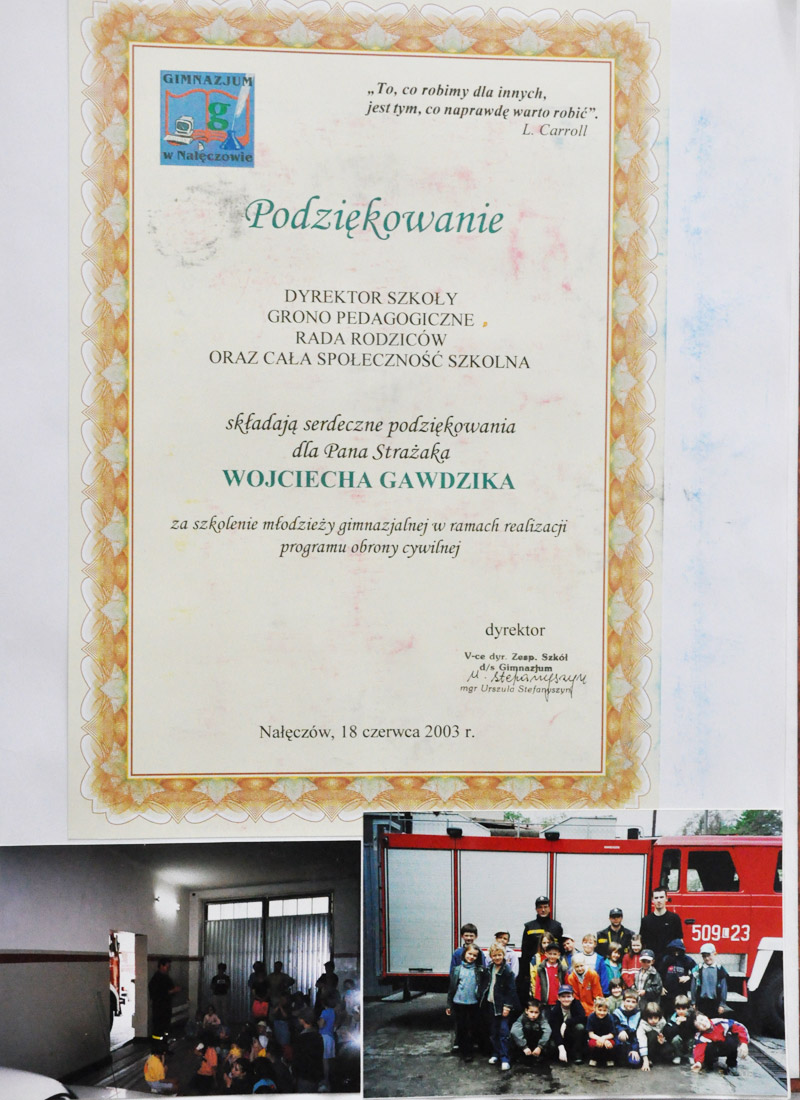 GIMNAZJUM
g
w Nałęczowie
„To, co robimy dla innych,
jest tym, co naprawdę warto robić”.
L. Carroll
Podziękowanie
DYREKTOR SZKOŁY
GRONO PEDAGOGICZNE
RADA RODZICÓW
ORAZ CAŁA SPOŁECZNOŚĆ SZKOLNA
składają serdeczne podziękowania
dla Pana Strażaka
WOJCIECHA GAWDZIKA
za szkolenie młodzieży gimnazjalnej w ramach realizacji
programu obrony cywilnej
dyrektor
V-ce dyr. Zesp. Szkół
d/s Gimnazjum
U. Stefanyszyn
mgr Urszula Stefanyszyn
Nałęczów, 18 czerwca 2003 r.
509 L 23